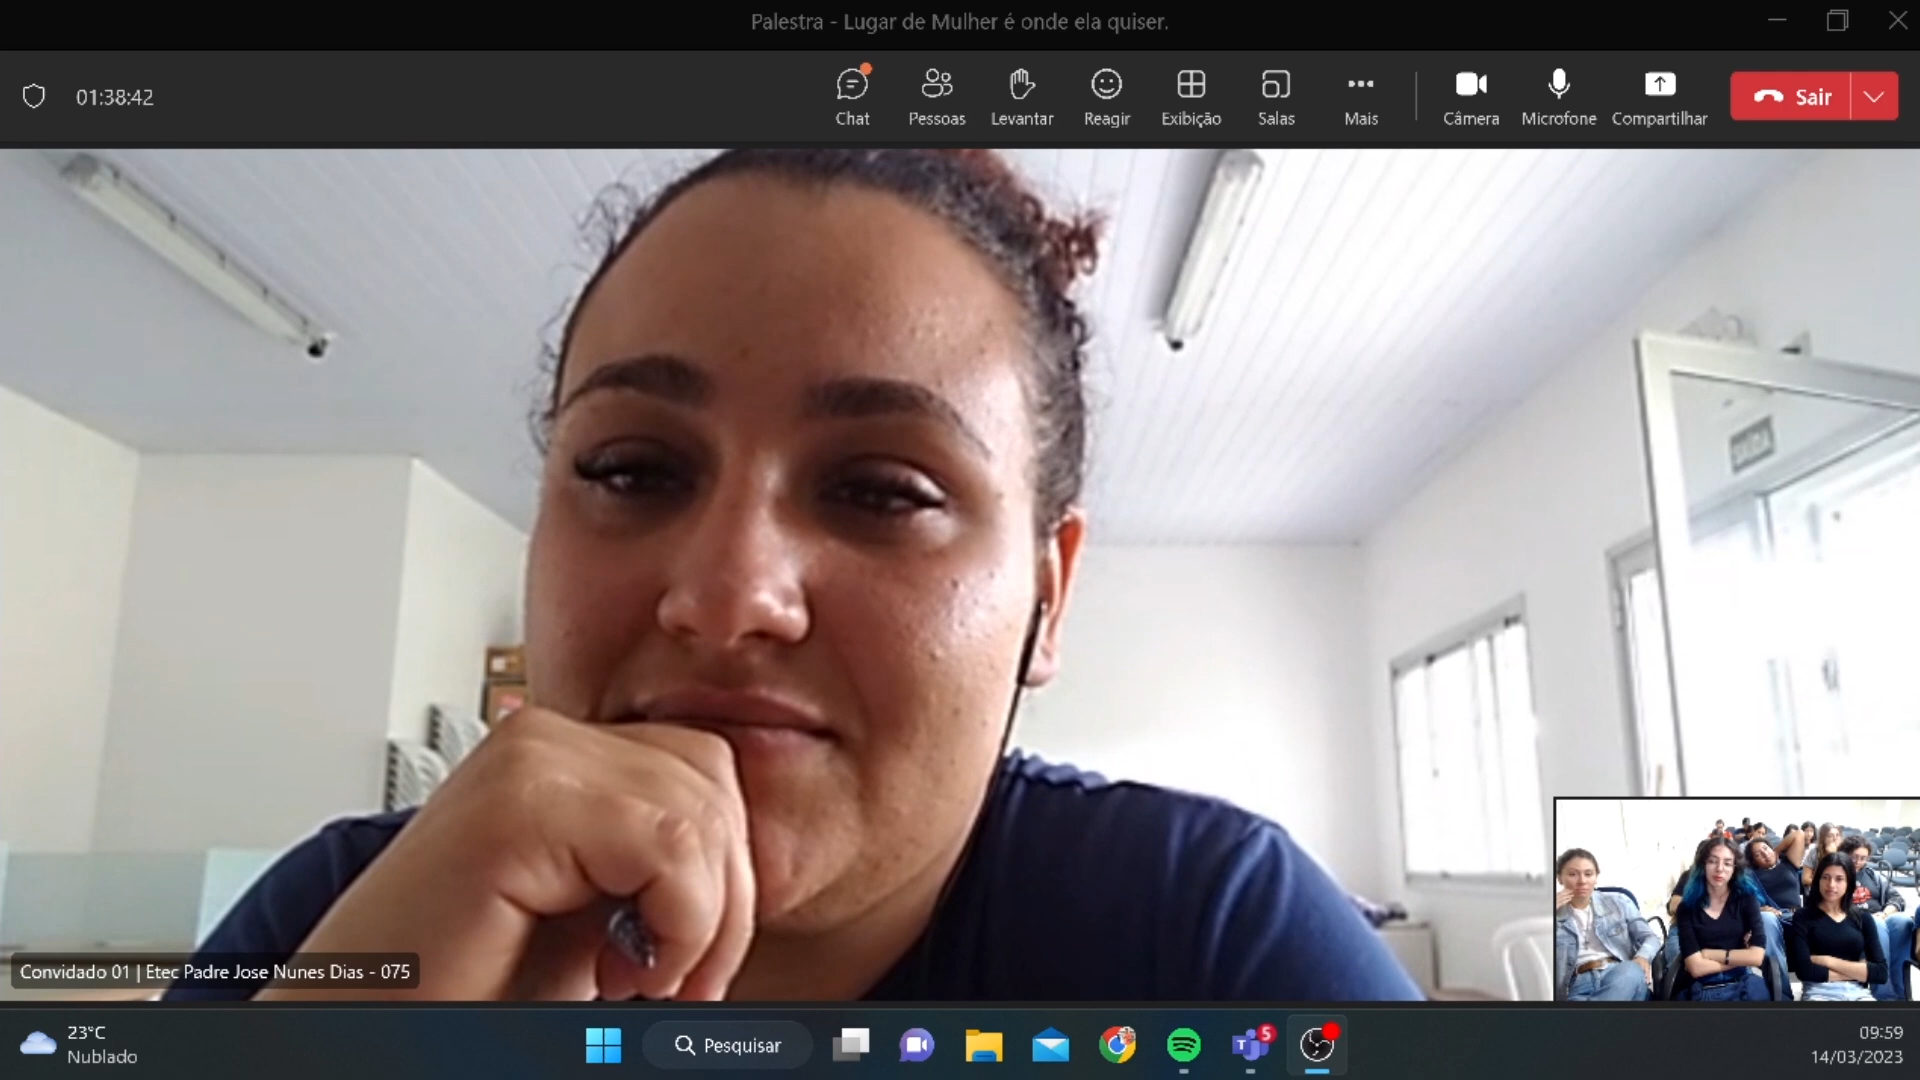 Palestra - Lugar de Mulher é onde ela quiser.
01:38:42
Chat
Pessoas
Levantar
Reagir
Exibição
Salas
Mais
Câmera
Microfone
Compartilhar
Sair
SAÍDA
Convidado 01 | Etec Padre Jose Nunes Dias - 075
23°C
Nublado
Pesquisar
5
09:59
14/03/2023